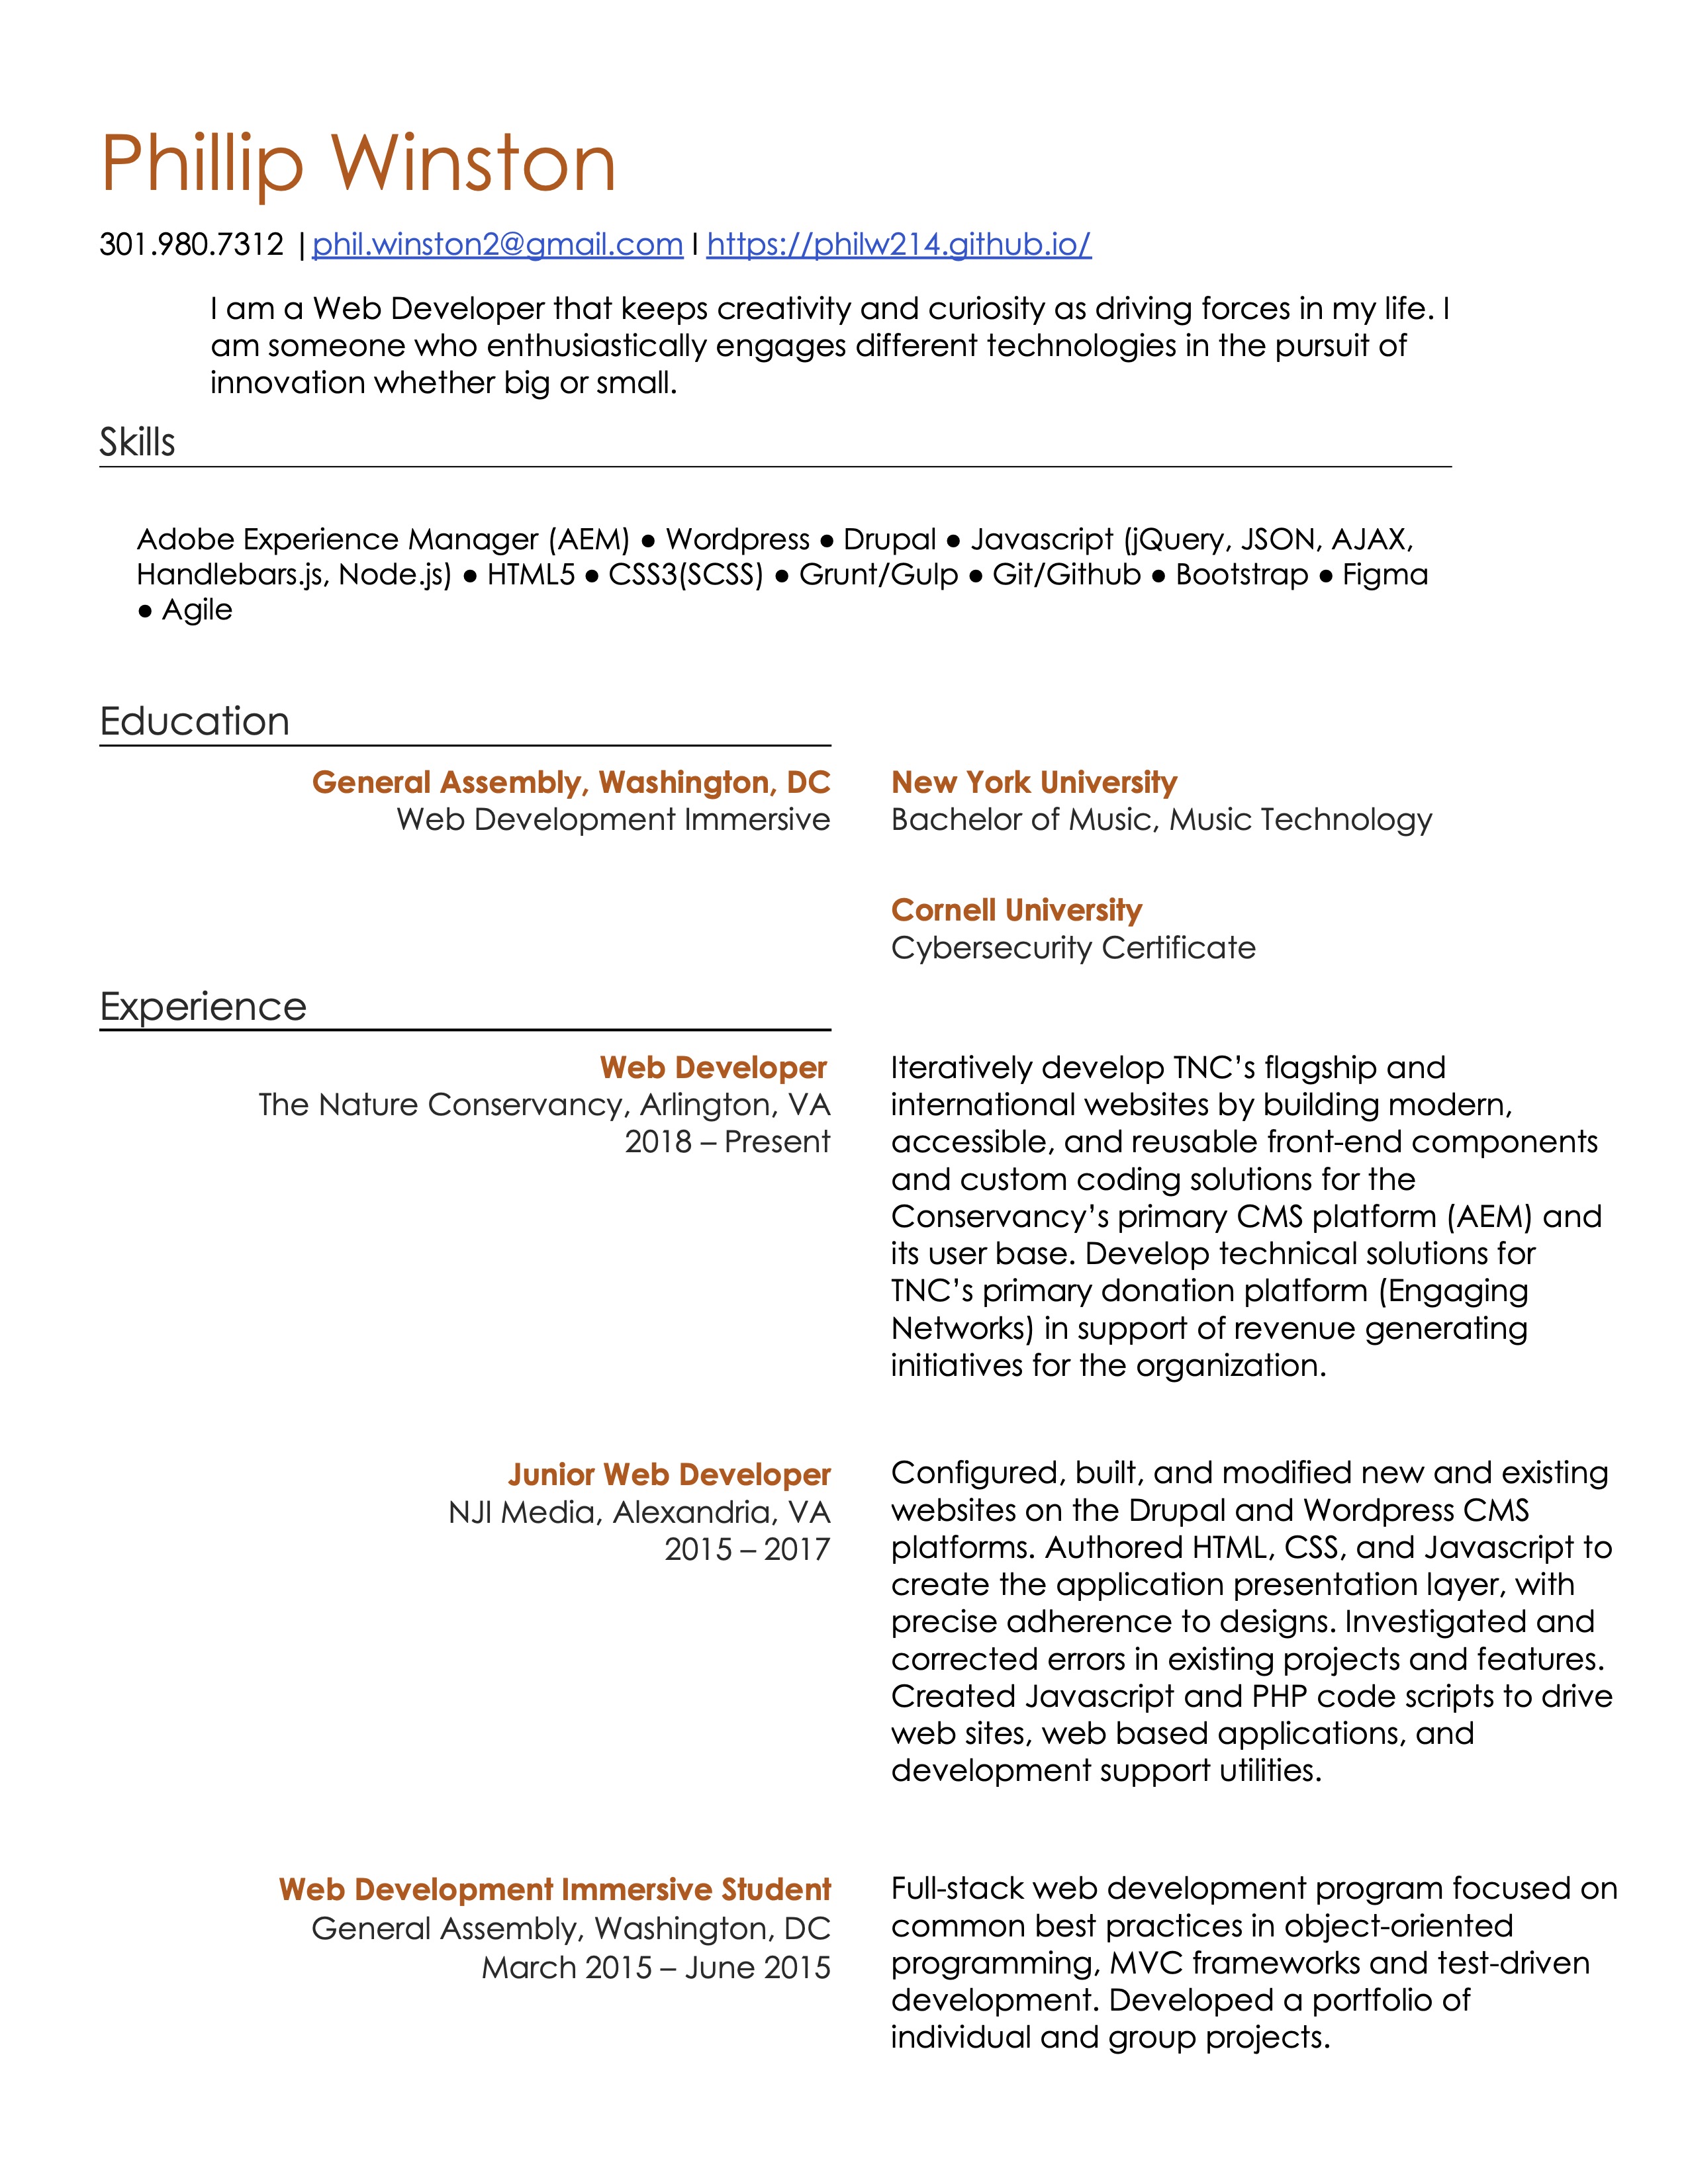 Phillip Winston
301.980.7312 | phil.winston2@gmail.com I https://philw214.github.io/
I am a Web Developer that keeps creativity and curiosity as driving forces in my life. I
am someone who enthusiastically engages different technologies in the pursuit of
innovation whether big or small.
Skills
Adobe Experience Manager (AEM) ● Wordpress ● Drupal ● Javascript (jQuery, JSON, AJAX,
Handlebars.js, Node.js) ● HTML5 ● CSS3(SCSS) ● Grunt/Gulp ● Git/Github ● Bootstrap ● Figma
● Agile
Education
General Assembly, Washington, DC
Web Development Immersive
New York University
Bachelor of Music, Music Technology
Cornell University
Cybersecurity Certificate
Experience
Web Developer
The Nature Conservancy, Arlington, VA
2018 – Present
Iteratively develop TNC’s flagship and
international websites by building modern,
accessible, and reusable front-end components
and custom coding solutions for the
Conservancy’s primary CMS platform (AEM) and
its user base. Develop technical solutions for
TNC’s primary donation platform (Engaging
Networks) in support of revenue generating
initiatives for the organization.
Junior Web Developer
NJI Media, Alexandria, VA
2015 – 2017
Configured, built, and modified new and existing
websites on the Drupal and Wordpress CMS
platforms. Authored HTML, CSS, and Javascript to
create the application presentation layer, with
precise adherence to designs. Investigated and
corrected errors in existing projects and features.
Created Javascript and PHP code scripts to drive
web sites, web based applications, and
development support utilities.
Web Development Immersive Student
General Assembly, Washington, DC
March 2015 – June 2015
Full-stack web development program focused on
common best practices in object-oriented
programming, MVC frameworks and test-driven
development. Developed a portfolio of
individual and group projects.